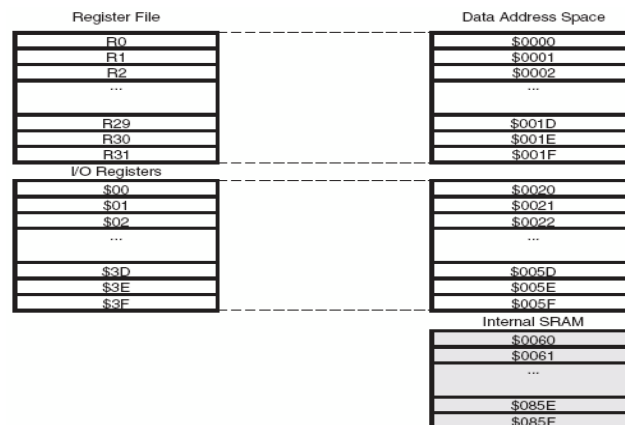 Register File
Data Address Space
R0
$0000
R1
$0001
R2
$0002
...
...
R29
$001D
R30
$001E
R31
$001F
I/O Registers
$00
$0020
$01
$0021
$02
$0022
...
...
$3D
$005D
$3E
$005E
$3F
$005F
Internal SRAM
$0060
$0061
...
$085E
$085F